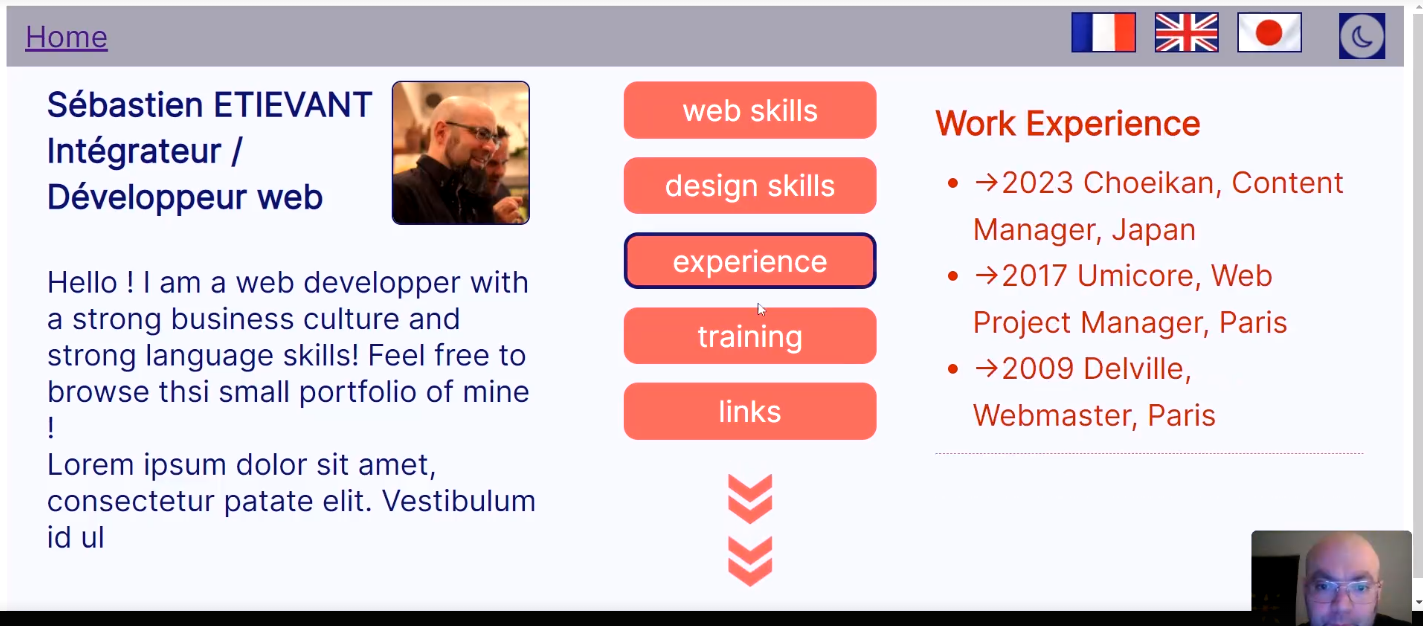 Home
Sébastien ETIEVANT
Intégrateur /
Développeur web
Hello ! I am a web developper with
a strong business culture and
strong language skills! Feel free to
browse thsi small portfolio of mine
!
Lorem ipsum dolor sit amet,
consectetur patate elit. Vestibulum
id ul
web skills
design skills
experience
training
links
Work Experience
→2023 Choeikan, Content
Manager, Japan
→2017 Umicore, Web
Project Manager, Paris
→2009 Delville,
Webmaster, Paris